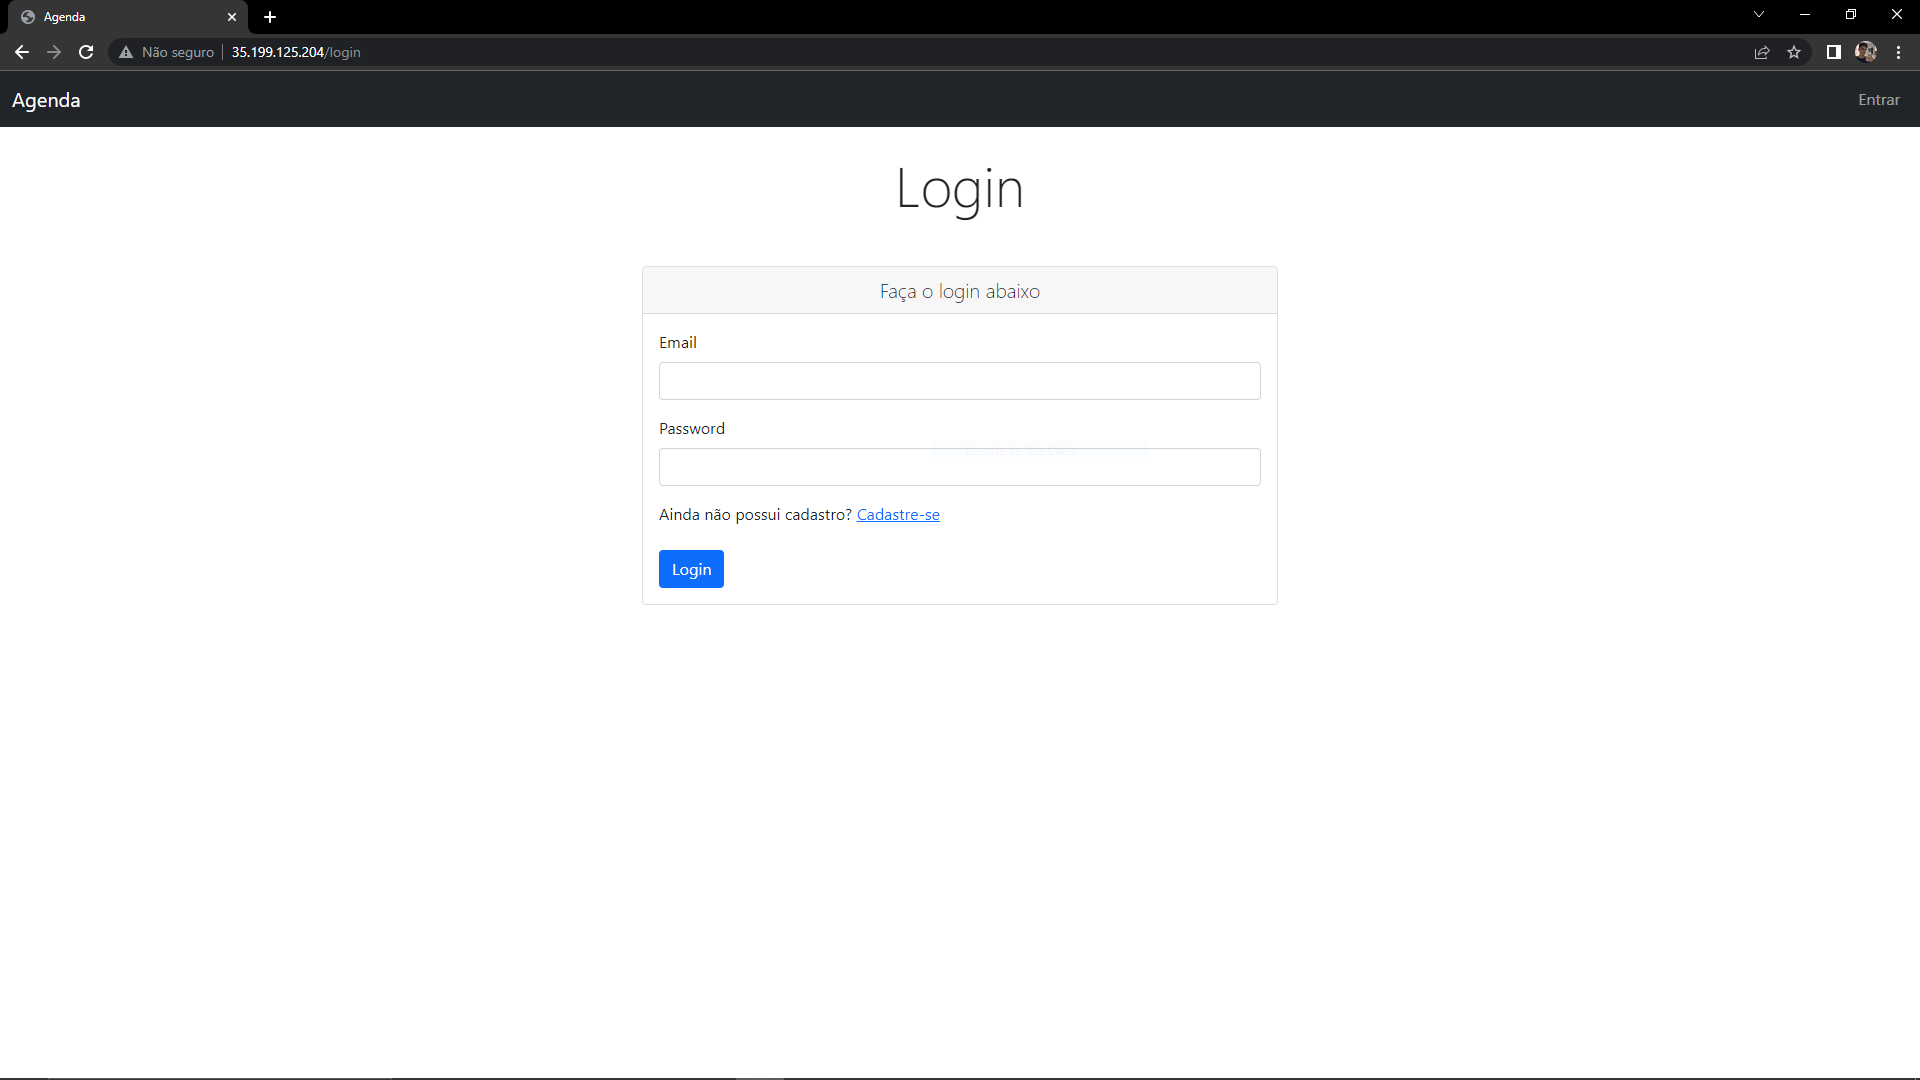 Agenda
Não seguro 35.199.125.204/login
Agenda
Entrar
Login
Faça o login abaixo
Email
Password
Ainda não possui cadastro? Cadastre-se
Login